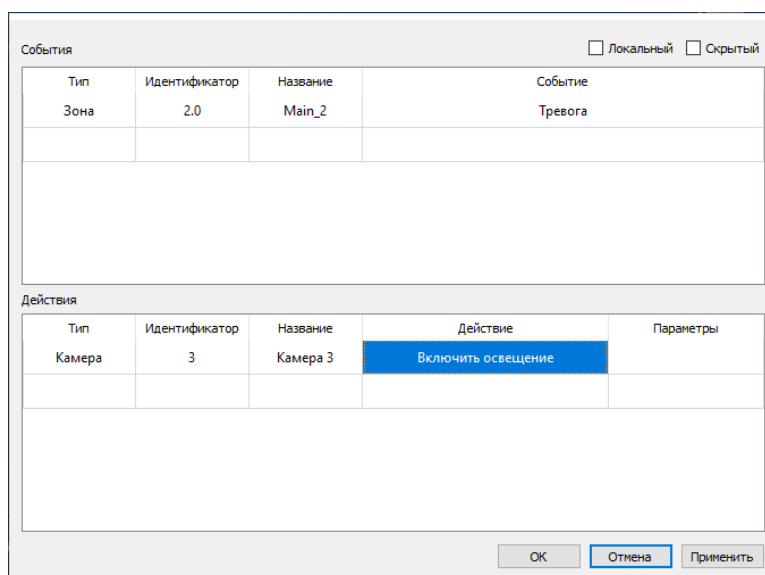 События Локальный Скрытый
Тип Идентификатор Название Событие
Зона 2.0 Main_2 Тревога
Действия
Тип Идентификатор Название Действие Параметры
Камера 3 Камера 3 Включить освещение
OK Отмена Применить